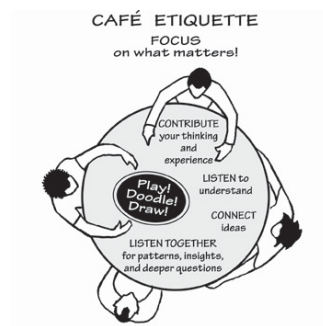 CAFÉ ETIQUETTE
FOCUS
on what matters!
CONTRIBUTE
your thinking
and
experience
Play!
Doodle!
Draw!
LISTEN to
understand
CONNECT
ideas
LISTEN TOGETHER
for patterns, insights,
and deeper questions